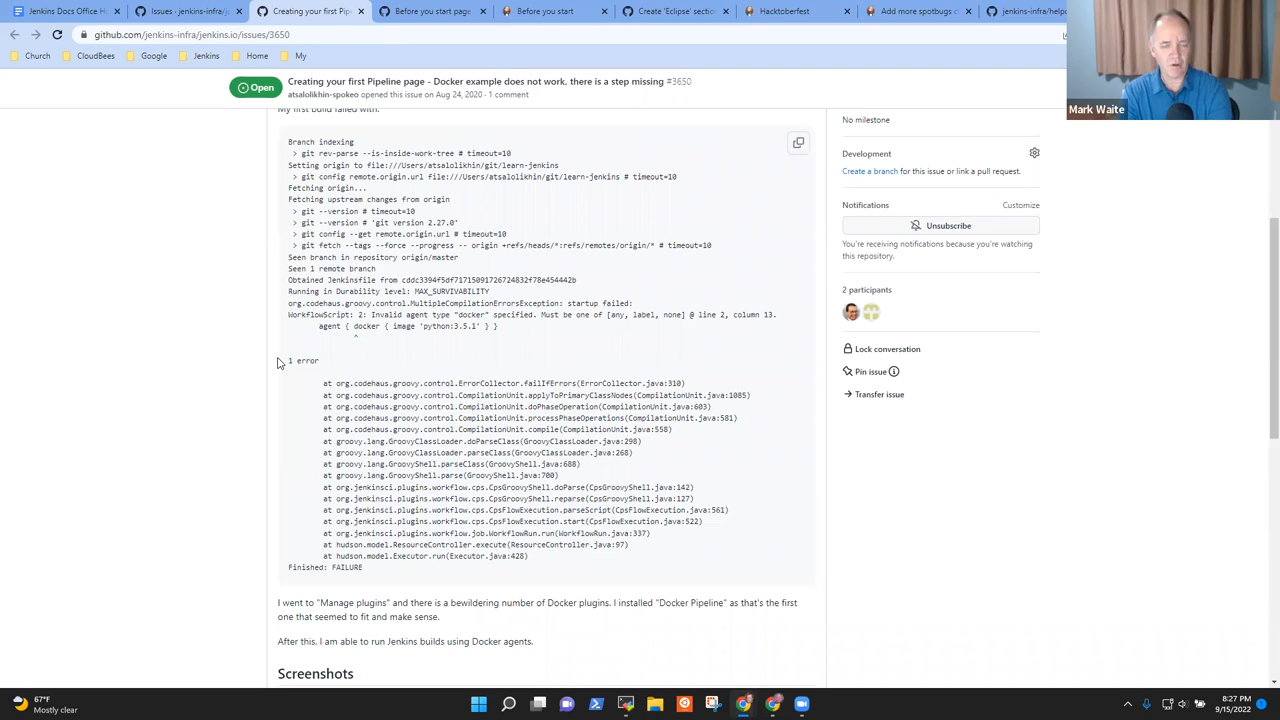 Jenkins Docs Office H
Issues · jenkins-infra/je
Creating your first Pipel
Before you start page
Before you start
Create 'Eclipse' sectio
Hacktoberfest
Add more spotbugs c
jenkins-infra/help
github.com/jenkins-infra/jenkins.io/issues/3650
Church
CloudBees
Google
Jenkins
Home
My
Mark Waite
Open
Creating your first Pipeline page - Docker example does not work, there is a step missing #3650
atsalolikhin-spokeo opened this issue on Aug 24, 2020 · 1 comment
My first build failed with:
Branch indexing
> git rev-parse --is-inside-work-tree # timeout=10
Setting origin to file:///Users/atsalolikhin/git/learn-jenkins
> git config remote.origin.url file:///Users/atsalolikhin/git/learn-jenkins # timeout=10
Fetching origin...
Fetching upstream changes from origin
> git --version # timeout=10
> git --version # 'git version 2.27.0'
> git config --get remote.origin.url # timeout=10
> git fetch --tags --force --progress -- origin +refs/heads/*:refs/remotes/origin/* # timeout=10
Seen branch in repository origin/master
Seen 1 remote branch
Obtained Jenkinsfile from cddc3394f5df71715091726724832f78e454442b
Running in Durability level: MAX_SURVIVABILITY
org.codehaus.groovy.control.MultipleCompilationErrorsException: startup failed:
WorkflowScript: 2: Invalid agent type "docker" specified. Must be one of [any, label, none] @ line 2, column 13.
agent { docker { image 'python:3.5.1' } }
^
1 error
at org.codehaus.groovy.control.ErrorCollector.failIfErrors(ErrorCollector.java:310)
at org.codehaus.groovy.control.CompilationUnit.applyToPrimaryClassNodes(CompilationUnit.java:1085)
at org.codehaus.groovy.control.CompilationUnit.doPhaseOperation(CompilationUnit.java:603)
at org.codehaus.groovy.control.CompilationUnit.processPhaseOperations(CompilationUnit.java:581)
at org.codehaus.groovy.control.CompilationUnit.compile(CompilationUnit.java:558)
at groovy.lang.GroovyClassLoader.doParseClass(GroovyClassLoader.java:298)
at groovy.lang.GroovyClassLoader.parseClass(GroovyClassLoader.java:268)
at groovy.lang.GroovyShell.parseClass(GroovyShell.java:688)
at groovy.lang.GroovyShell.parse(GroovyShell.java:700)
at org.jenkinsci.plugins.workflow.cps.CpsGroovyShell.doParse(CpsGroovyShell.java:142)
at org.jenkinsci.plugins.workflow.cps.CpsGroovyShell.reparse(CpsGroovyShell.java:127)
at org.jenkinsci.plugins.workflow.cps.CpsFlowExecution.parseScript(CpsFlowExecution.java:561)
at org.jenkinsci.plugins.workflow.cps.CpsFlowExecution.start(CpsFlowExecution.java:522)
at org.jenkinsci.plugins.workflow.job.WorkflowRun.run(WorkflowRun.java:337)
at hudson.model.ResourceController.execute(ResourceController.java:97)
at hudson.model.Executor.run(Executor.java:428)
Finished: FAILURE
I went to "Manage plugins" and there is a bewildering number of Docker plugins. I installed "Docker Pipeline" as that's the first
one that seemed to fit and make sense.
After this, I am able to run Jenkins builds using Docker agents.
Screenshots
No milestone
Development
Create a branch for this issue or link a pull request.
Notifications
Customize
Unsubscribe
You're receiving notifications because you're watching
this repository.
2 participants
Lock conversation
Pin issue
Transfer issue
67°F
Mostly clear
8:27 PM
9/15/2022